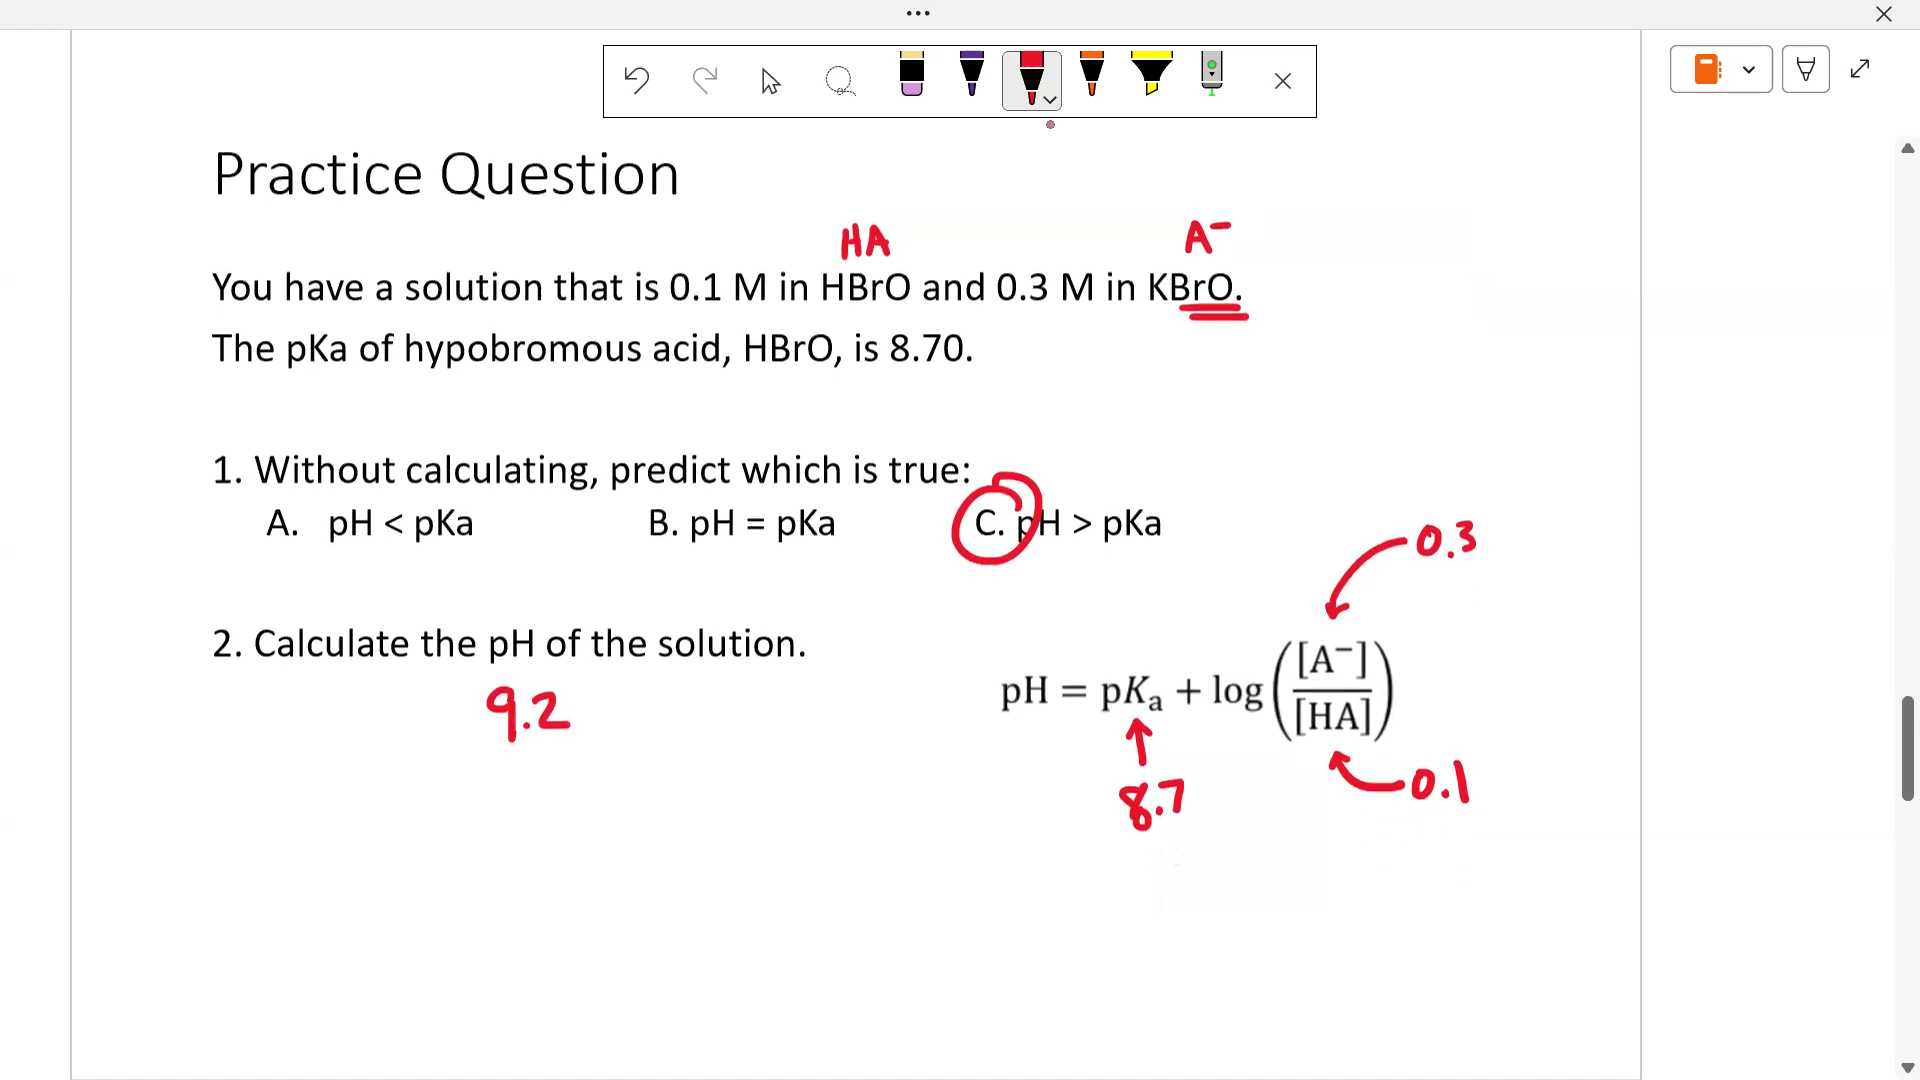 Practice Question
HA A⁻
You have a solution that is 0.1 M in HBrO and 0.3 M in KBrO.
The pKa of hypobromous acid, HBrO, is 8.70.
1. Without calculating, predict which is true:
A. pH < pKa B. pH = pKa C. pH > pKa
0.3
2. Calculate the pH of the solution.
9.2
pH = pKₐ + log([A⁻]/[HA])
8.7
0.1